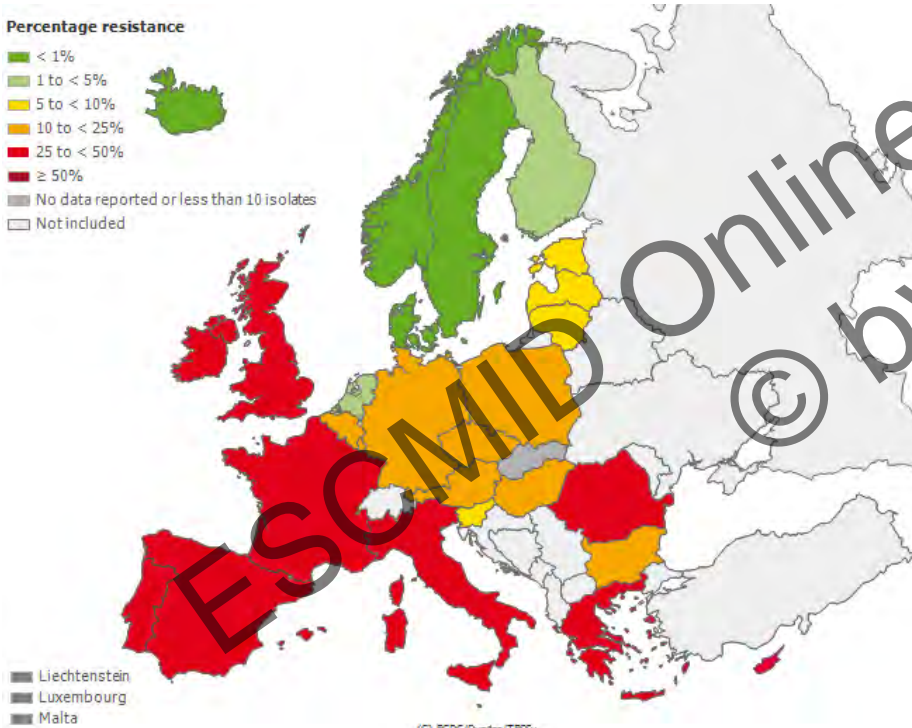 Percentage resistance
< 1%
1 to < 5%
5 to < 10%
10 to < 25%
25 to < 50%
≥ 50%
No data reported or less than 10 isolates
Not included
ESCMID Online
© by
Liechtenstein
Luxembourg
Malta